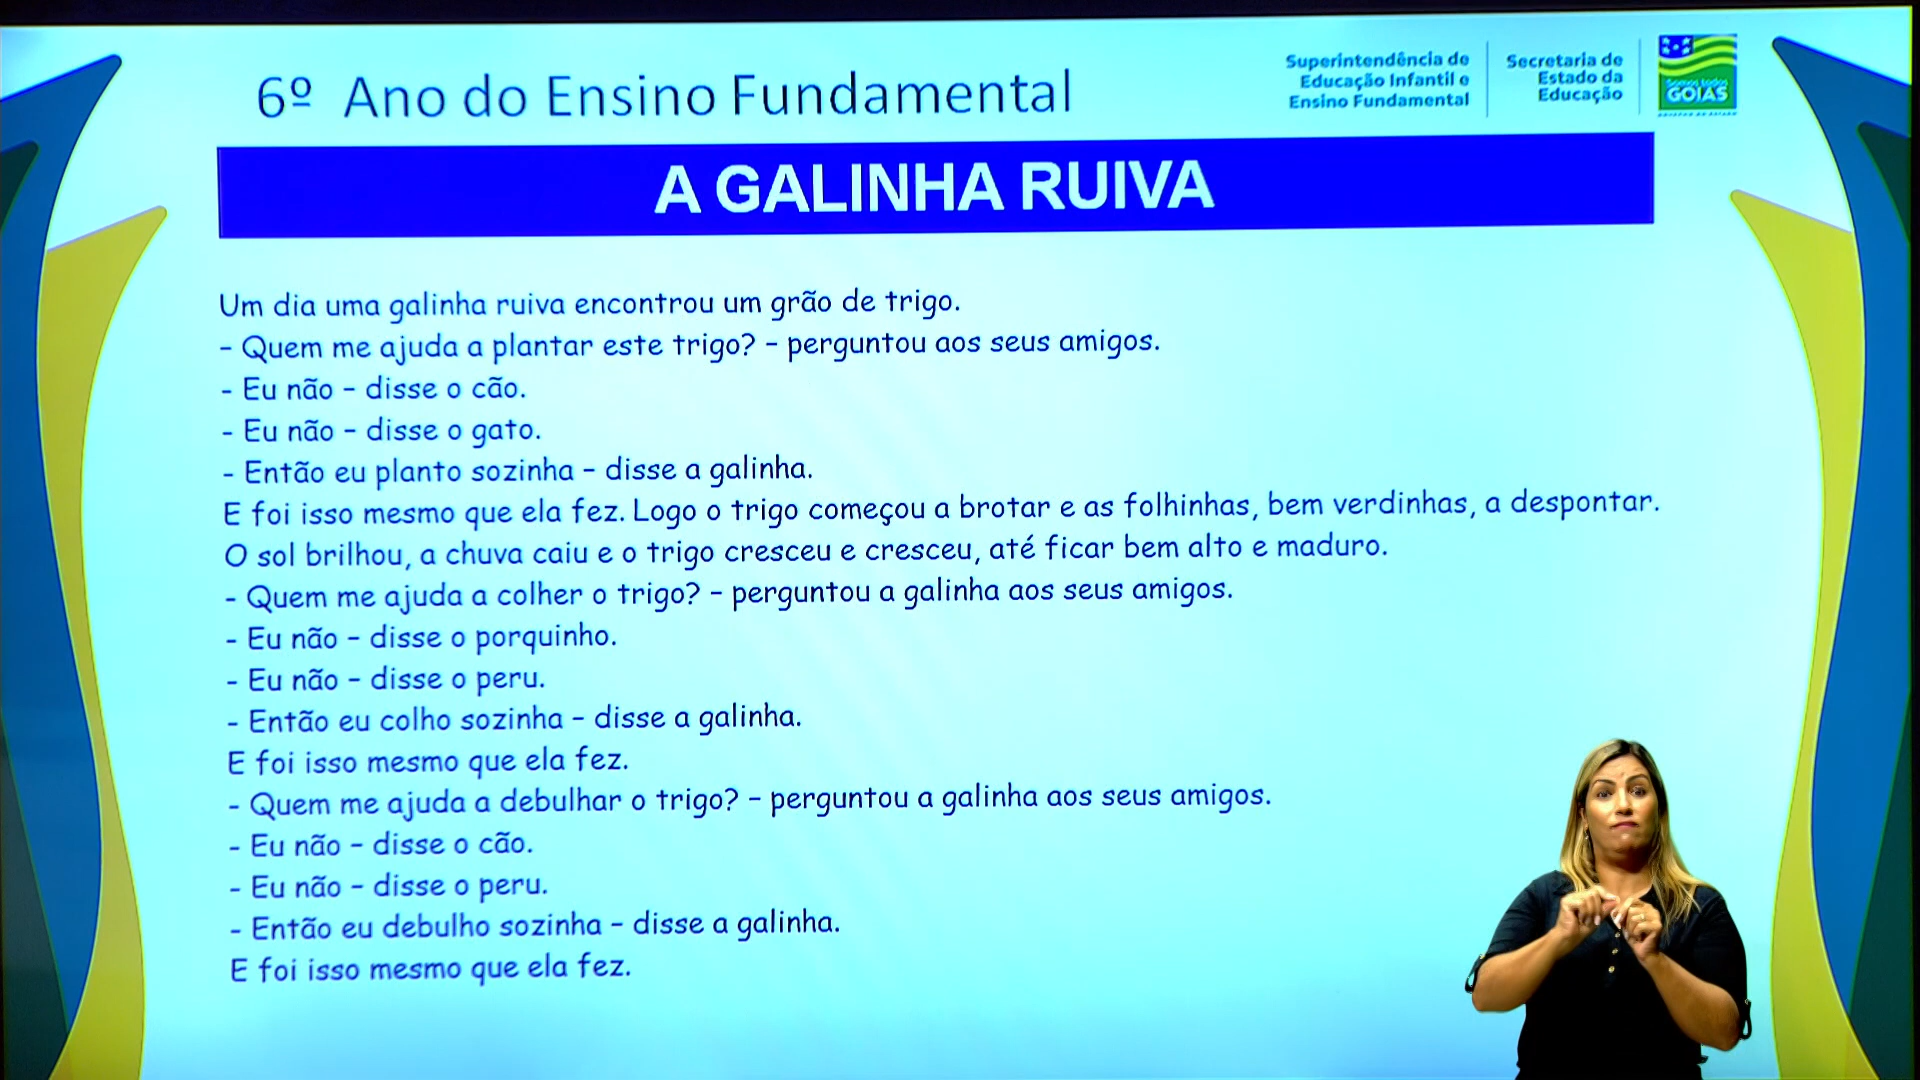 6º Ano do Ensino Fundamental
Superintendência de
Educação Infantil e
Ensino Fundamental
Secretaria de
Estado da
Educação
Somos todos
GOIÁS
A GALINHA RUIVA
Um dia uma galinha ruiva encontrou um grão de trigo.
– Quem me ajuda a plantar este trigo? – perguntou aos seus amigos.
- Eu não – disse o cão.
- Eu não – disse o gato.
- Então eu planto sozinha – disse a galinha.
E foi isso mesmo que ela fez. Logo o trigo começou a brotar e as folhinhas, bem verdinhas, a despontar.
O sol brilhou, a chuva caiu e o trigo cresceu e cresceu, até ficar bem alto e maduro.
- Quem me ajuda a colher o trigo? – perguntou a galinha aos seus amigos.
- Eu não – disse o porquinho.
- Eu não – disse o peru.
- Então eu colho sozinha – disse a galinha.
E foi isso mesmo que ela fez.
- Quem me ajuda a debulhar o trigo? – perguntou a galinha aos seus amigos.
- Eu não – disse o cão.
- Eu não – disse o peru.
- Então eu debulho sozinha – disse a galinha.
E foi isso mesmo que ela fez.